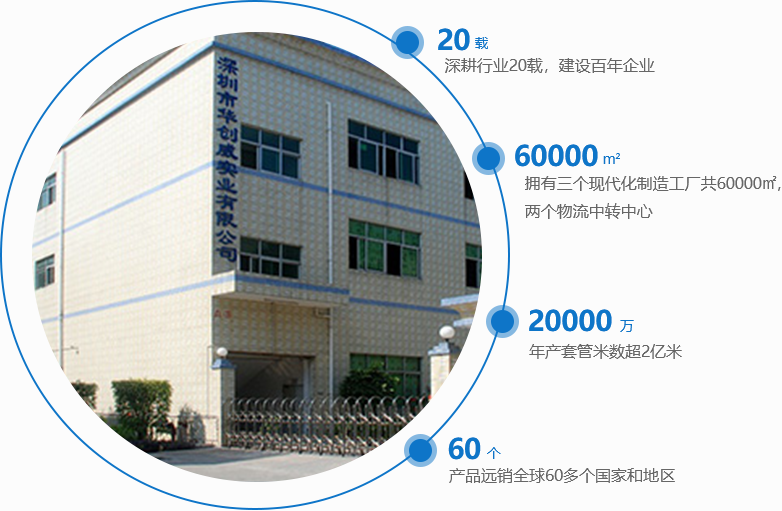 深圳市华创威实业有限公司
20 载
深耕行业20载，建设百年企业
60000 m²
拥有三个现代化制造工厂共60000㎡,
两个物流中转中心
20000 万
年产套管米数超2亿米
60 个
产品远销全球60多个国家和地区